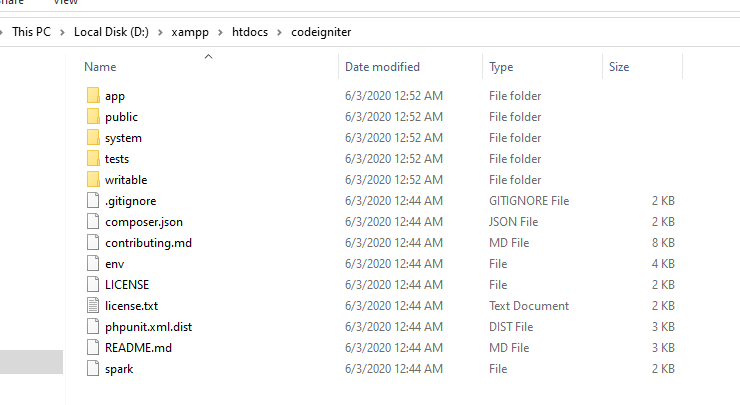 View
This PC > Local Disk (D:) > xampp > htdocs > codeigniter
Name Date modified Type Size
app 6/3/2020 12:52 AM File folder
public 6/3/2020 12:52 AM File folder
system 6/3/2020 12:52 AM File folder
tests 6/3/2020 12:52 AM File folder
writable 6/3/2020 12:52 AM File folder
.gitignore 6/3/2020 12:44 AM GITIGNORE File 2 KB
composer.json 6/3/2020 12:44 AM JSON File 2 KB
contributing.md 6/3/2020 12:44 AM MD File 8 KB
env 6/3/2020 12:44 AM File 4 KB
LICENSE 6/3/2020 12:44 AM File 2 KB
license.txt 6/3/2020 12:44 AM Text Document 2 KB
phpunit.xml.dist 6/3/2020 12:44 AM DIST File 3 KB
README.md 6/3/2020 12:44 AM MD File 3 KB
spark 6/3/2020 12:44 AM File 2 KB